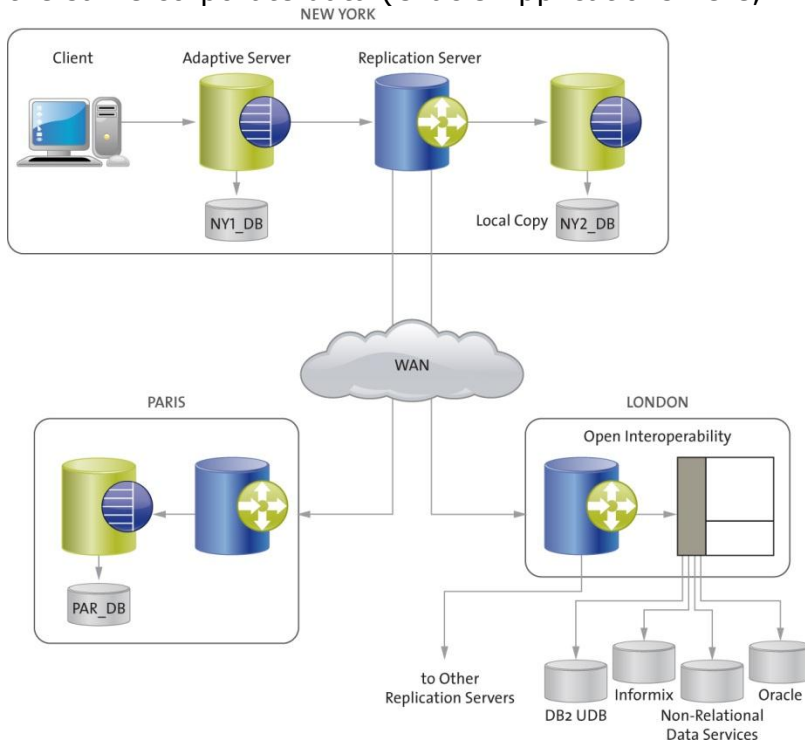 NEW YORK
Client
Adaptive Server
Replication Server
NY1_DB
Local Copy
NY2_DB
WAN
PARIS
LONDON
Open Interoperability
PAR_DB
to Other
Replication Servers
DB2 UDB
Informix
Non-Relational
Data Services
Oracle